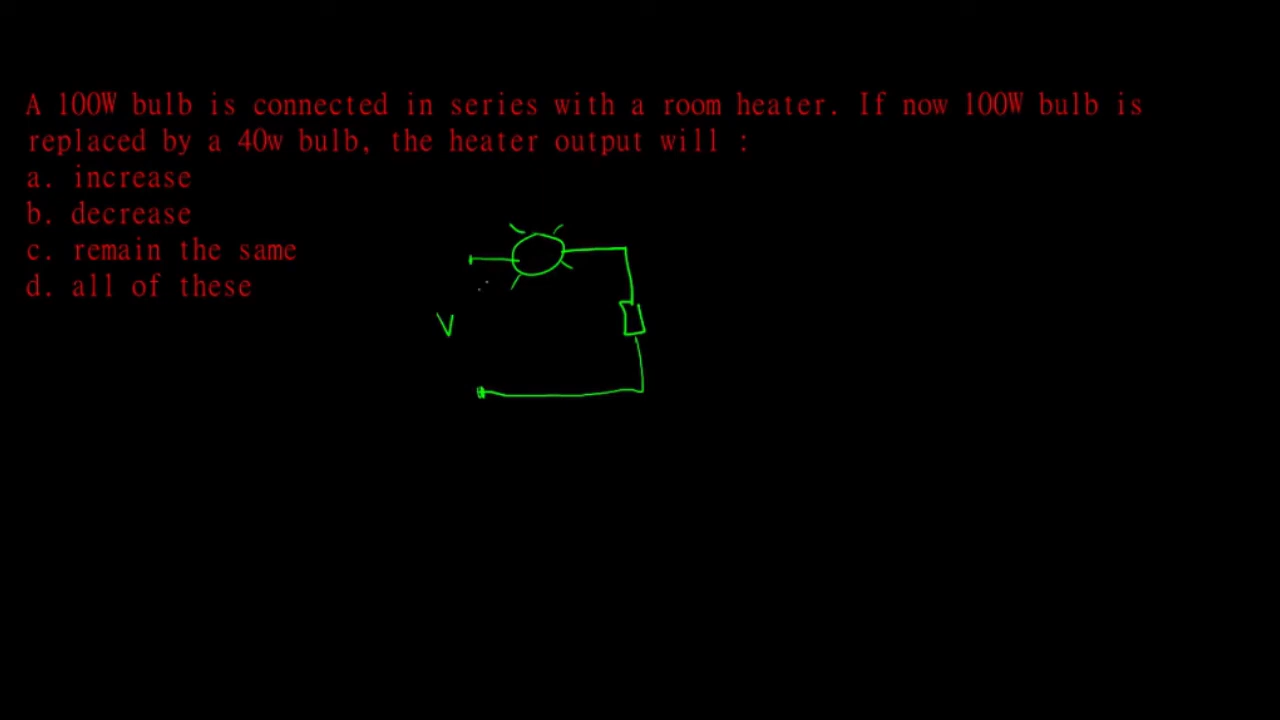 A 100W bulb is connected in series with a room heater. If now 100W bulb is
replaced by a 40w bulb, the heater output will :
a. increase
b. decrease
c. remain the same
d. all of these
V